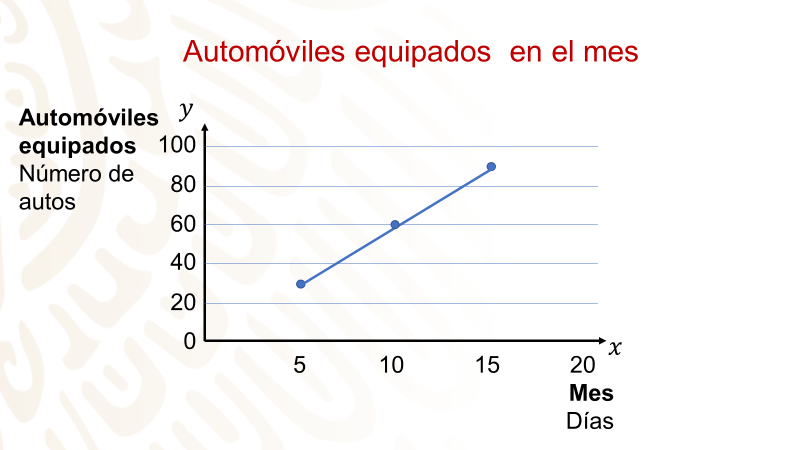 Automóviles equipados en el mes
Automóviles
equipados
Número de
autos
y
100
80
60
40
20
0
5 10 15 20
x
Mes
Días